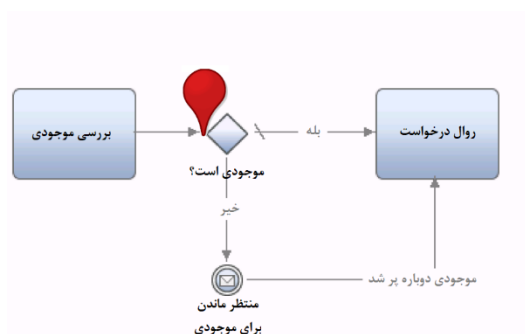 بررسی موجودی
بله
روال درخواست
موجودی است؟
خیر
موجودی دوباره پر شد
منتظر ماندن
برای موجودی